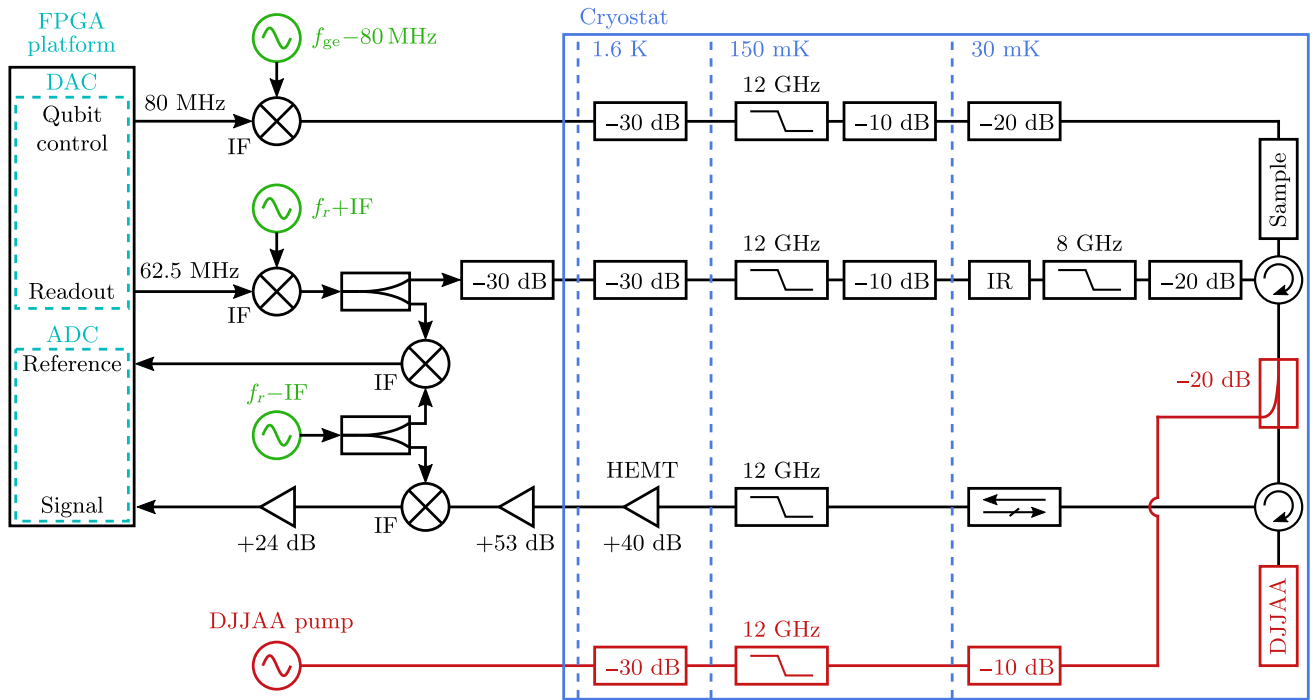 FPGA
platform
DAC
Qubit
control
Readout
ADC
Reference
Signal
f_ge−80 MHz
80 MHz
IF
f_r+IF
62.5 MHz
IF
−30 dB
IF
f_r−IF
IF
+24 dB
+53 dB
DJJAA pump
Cryostat
1.6 K
150 mK
30 mK
−30 dB
12 GHz
−10 dB
−20 dB
Sample
−30 dB
12 GHz
−10 dB
IR
8 GHz
−20 dB
−20 dB
HEMT
+40 dB
12 GHz
−30 dB
12 GHz
−10 dB
DJJAA